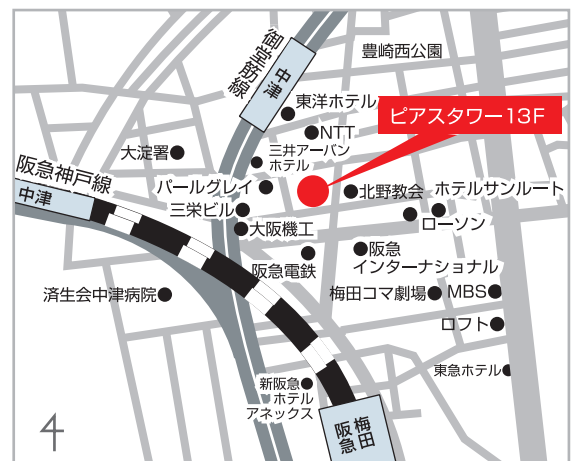 豊崎西公園
御堂筋線
中津
東洋ホテル
ピアスタワー13F
NTT
大淀署
三井アーバン
ホテル
阪急神戸線
中津
パールグレイ
北野教会
ホテルサンルート
三栄ビル
ローソン
大阪機工
阪急
インターナショナル
阪急電鉄
済生会中津病院
梅田コマ劇場
MBS
ロフト
東急ホテル
新阪急
ホテル
アネックス
梅田
阪急
4